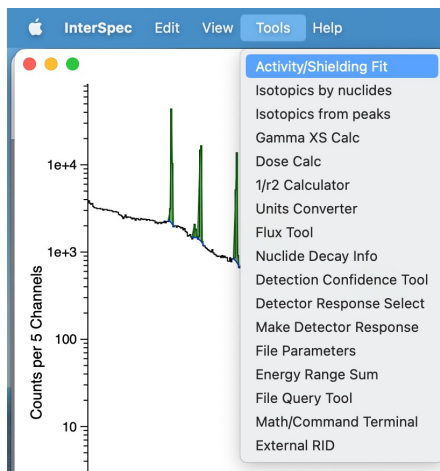 InterSpec Edit View Tools Help
Activity/Shielding Fit
Isotopics by nuclides
Isotopics from peaks
Gamma XS Calc
Dose Calc
1/r2 Calculator
Units Converter
Flux Tool
Nuclide Decay Info
Detection Confidence Tool
Detector Response Select
Make Detector Response
File Parameters
Energy Range Sum
File Query Tool
Math/Command Terminal
External RID
1e+4
1e+3
100
10
Counts per 5 Channels